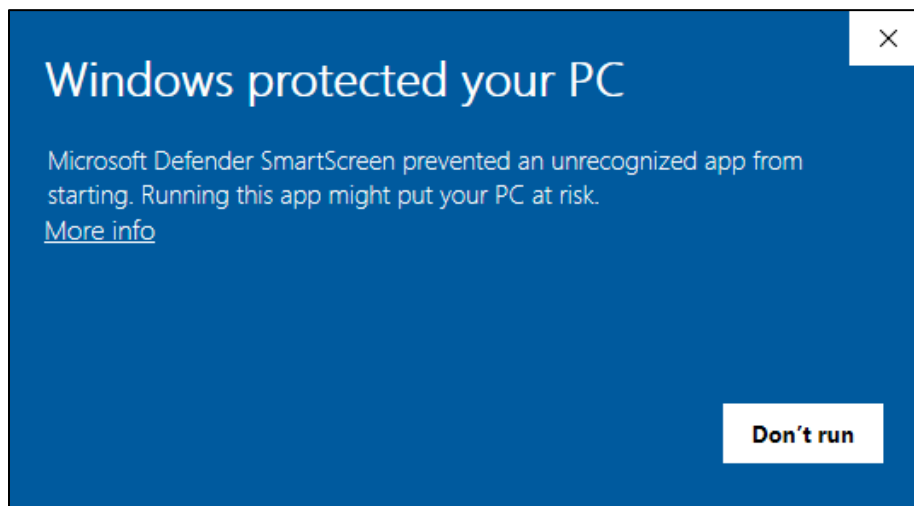 Windows protected your PC
Microsoft Defender SmartScreen prevented an unrecognized app from
starting. Running this app might put your PC at risk.
More info
Don’t run